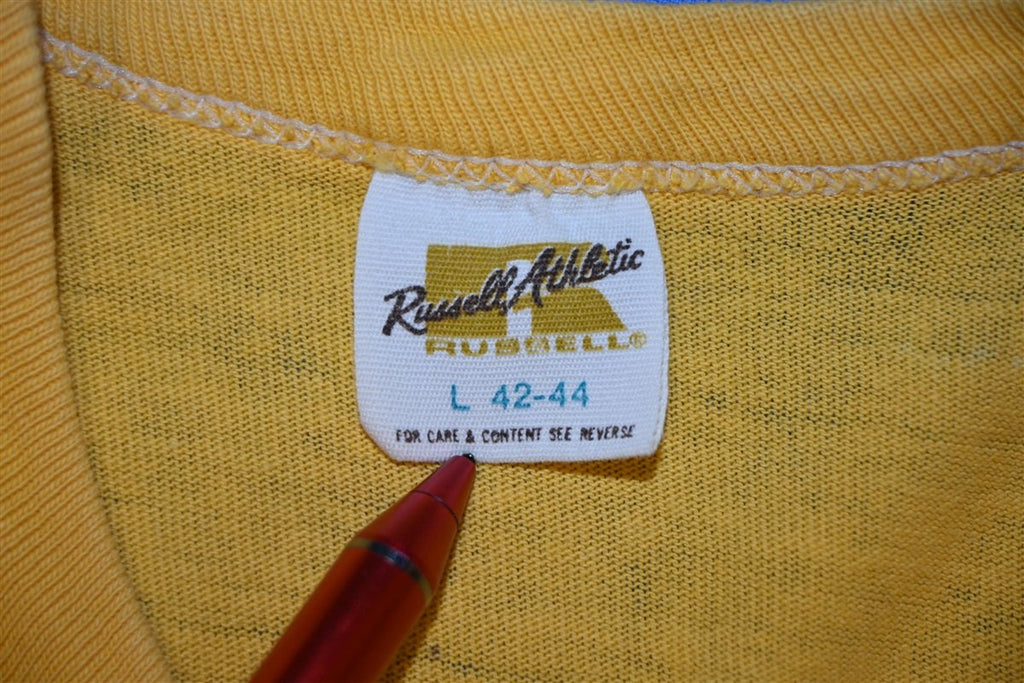 Russell Athletic
RUSSELL®
L 42-44
FOR CARE & CONTENT SEE REVERSE